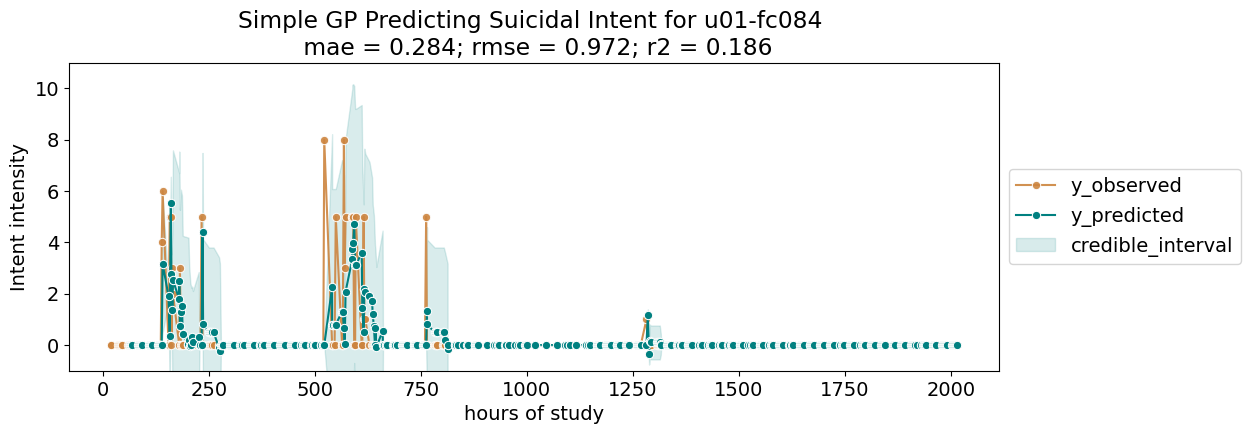 Simple GP Predicting Suicidal Intent for u01-fc084
mae = 0.284; rmse = 0.972; r2 = 0.186
Intent intensity
10
8
6
4
2
0
0 250 500 750 1000 1250 1500 1750 2000
hours of study
y_observed
y_predicted
credible_interval